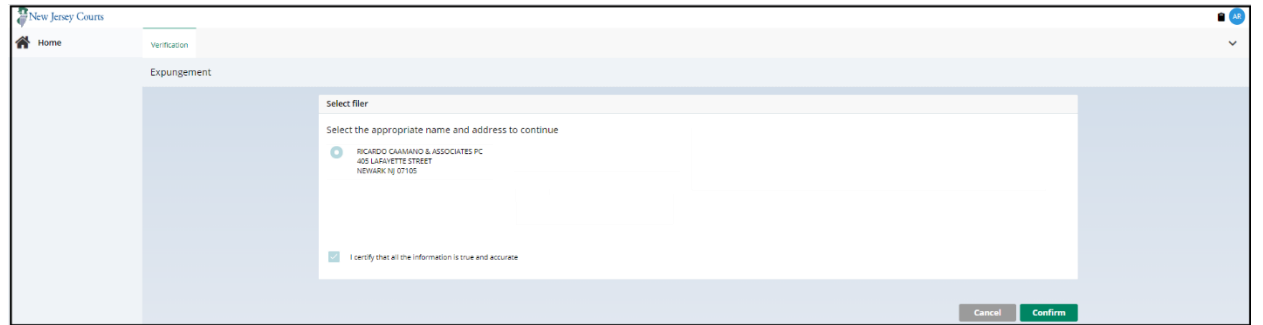 New Jersey Courts
AR
Home
Verification
Expungement
Select filer
Select the appropriate name and address to continue
RICARDO CAAMANO & ASSOCIATES PC
405 LAFAYETTE STREET
NEWARK NJ 07105
I certify that all the information is true and accurate
Cancel
Confirm